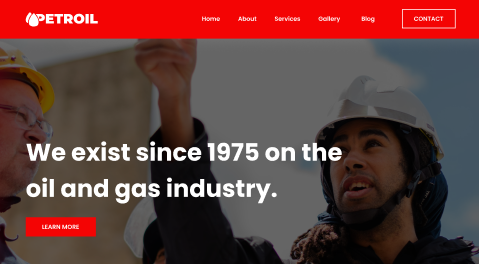 PETROIL
Home About Services Gallery Blog CONTACT
We exist since 1975 on the
oil and gas industry.
LEARN MORE